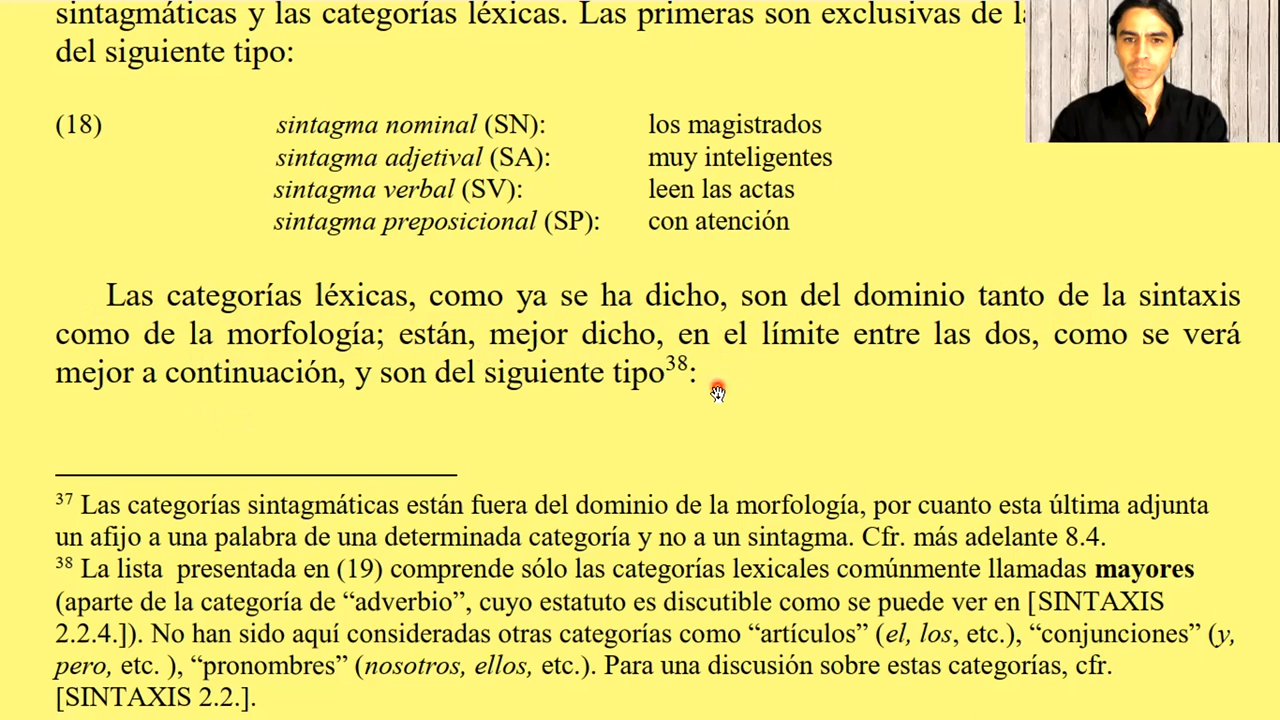 sintagmáticas y las categorías léxicas. Las primeras son exclusivas de
del siguiente tipo:
(18) sintagma nominal (SN): los magistrados
sintagma adjetival (SA): muy inteligentes
sintagma verbal (SV): leen las actas
sintagma preposicional (SP): con atención
Las categorías léxicas, como ya se ha dicho, son del dominio tanto de la sintaxis
como de la morfología; están, mejor dicho, en el límite entre las dos, como se verá
mejor a continuación, y son del siguiente tipo38:
37 Las categorías sintagmáticas están fuera del dominio de la morfología, por cuanto esta última adjunta
un afijo a una palabra de una determinada categoría y no a un sintagma. Cfr. más adelante 8.4.
38 La lista presentada en (19) comprende sólo las categorías lexicales comúnmente llamadas mayores
(aparte de la categoría de “adverbio”, cuyo estatuto es discutible como se puede ver en [SINTAXIS
2.2.4.]). No han sido aquí consideradas otras categorías como “artículos” (el, los, etc.), “conjunciones” (y,
pero, etc. ), “pronombres” (nosotros, ellos, etc.). Para una discusión sobre estas categorías, cfr.
[SINTAXIS 2.2.].